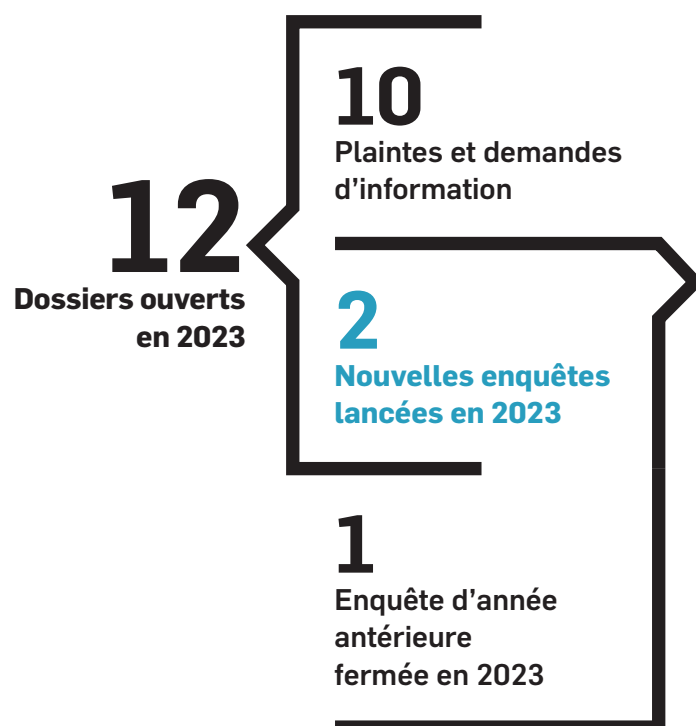 12
Dossiers ouverts
en 2023
10
Plaintes et demandes
d’information
2
Nouvelles enquêtes
lancées en 2023
1
Enquête d’année
antérieure
fermée en 2023